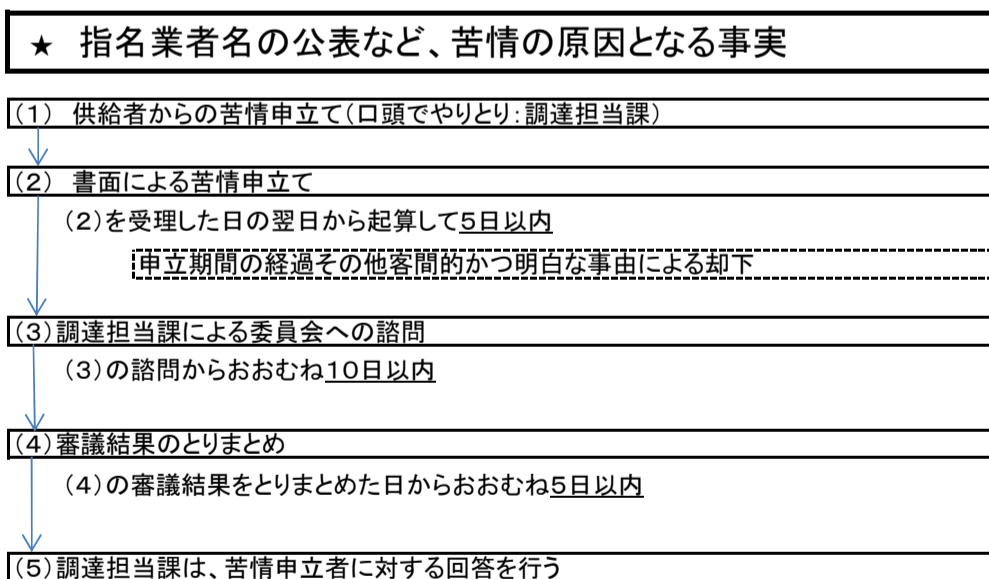 ★ 指名業者名の公表など、苦情の原因となる事実
(1) 供給者からの苦情申立て(口頭でやりとり：調達担当課)
(2) 書面による苦情申立て
(2)を受理した日の翌日から起算して5日以内
申立期間の経過その他客間的かつ明白な事由による却下
(3)調達担当課による委員会への諮問
(3)の諮問からおおむね10日以内
(4)審議結果のとりまとめ
(4)の審議結果をとりまとめた日からおおむね5日以内
(5)調達担当課は、苦情申立者に対する回答を行う